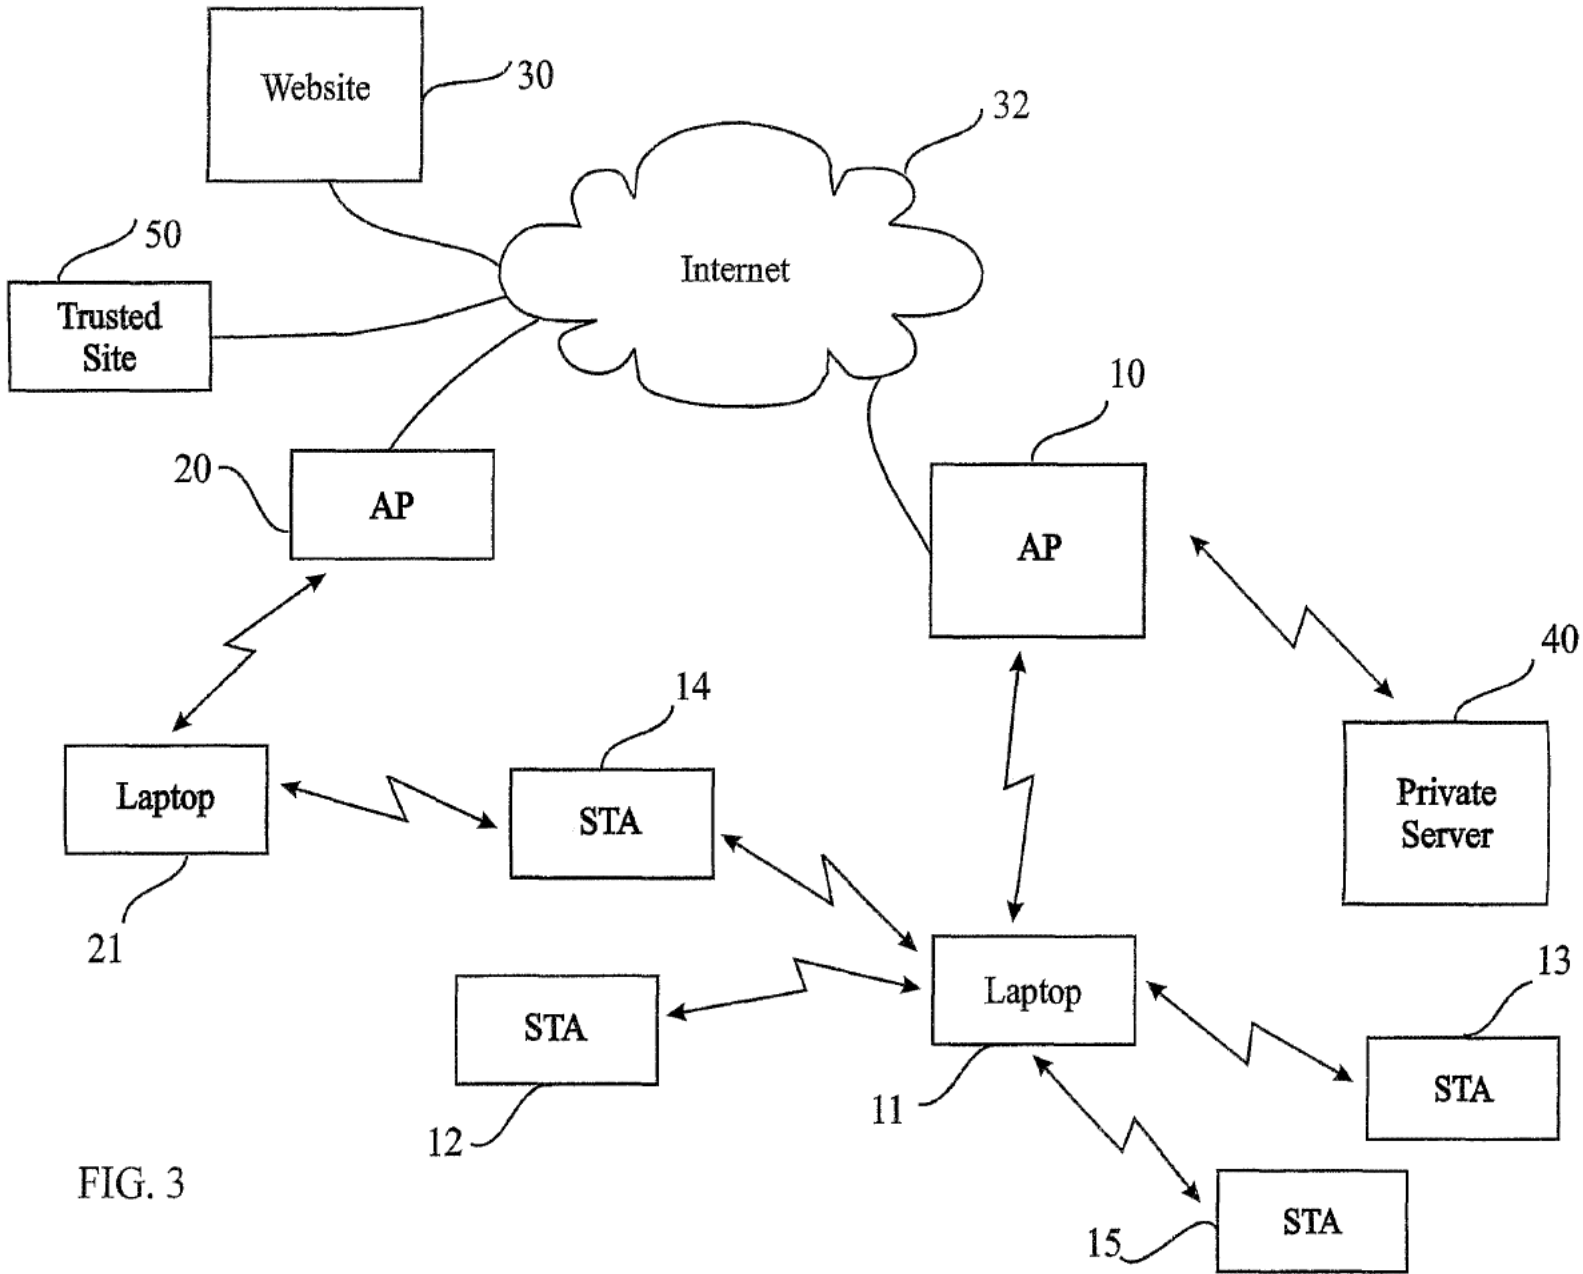 Website
30
32
50
Internet
Trusted
Site
10
20
AP
AP
40
14
Laptop
STA
Private
Server
21
13
Laptop
STA
STA
11
12
FIG. 3
STA
15